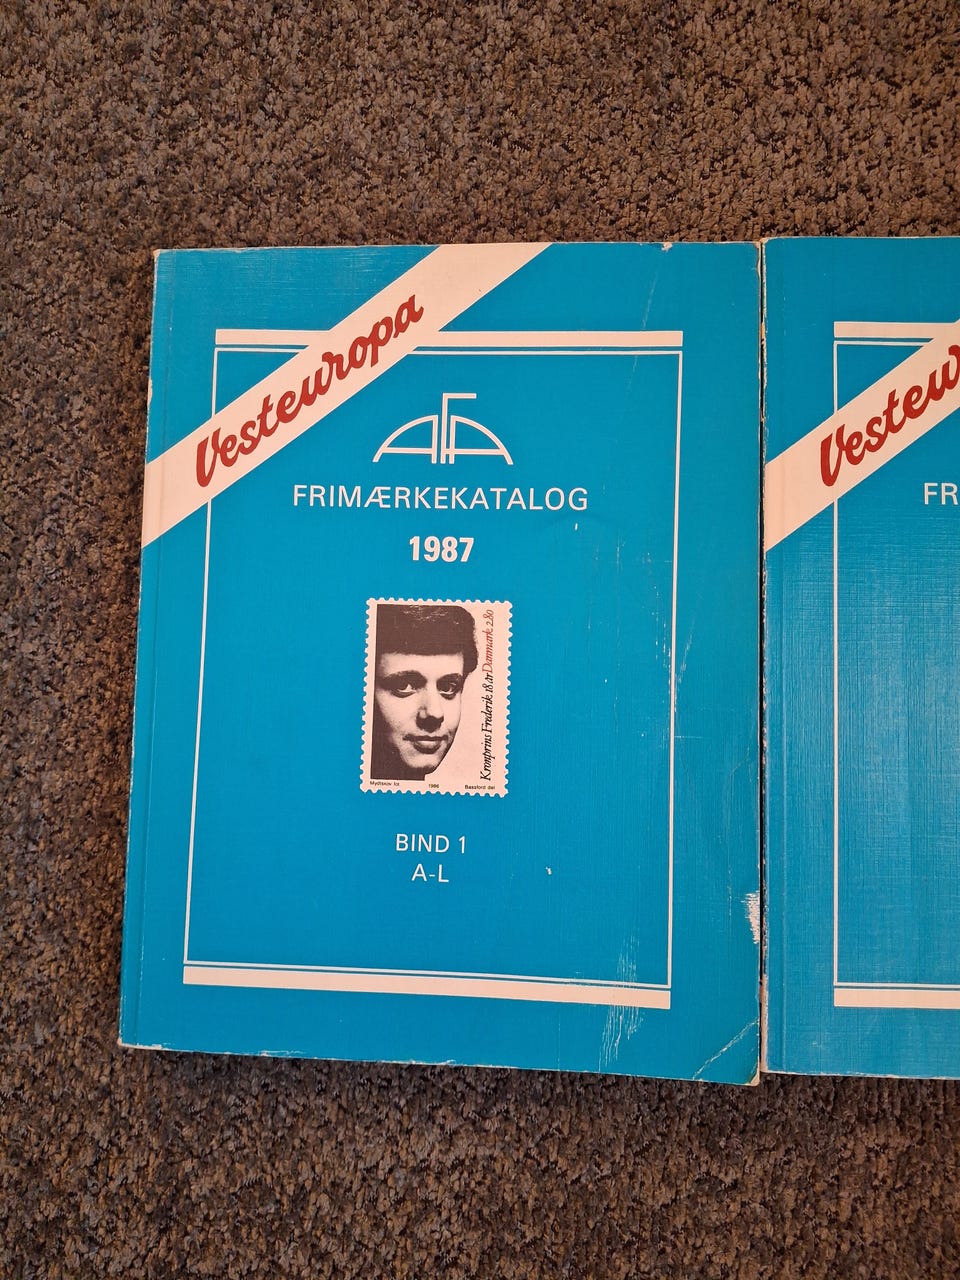 Vesteuropa
AFA
FRIMÆRKEKATALOG
1987
Kronprins Frederik 18 år Danmark 2.80
Mydtskov fot. 1986 Bassford del
BIND 1
A-L
Vesteu
FR